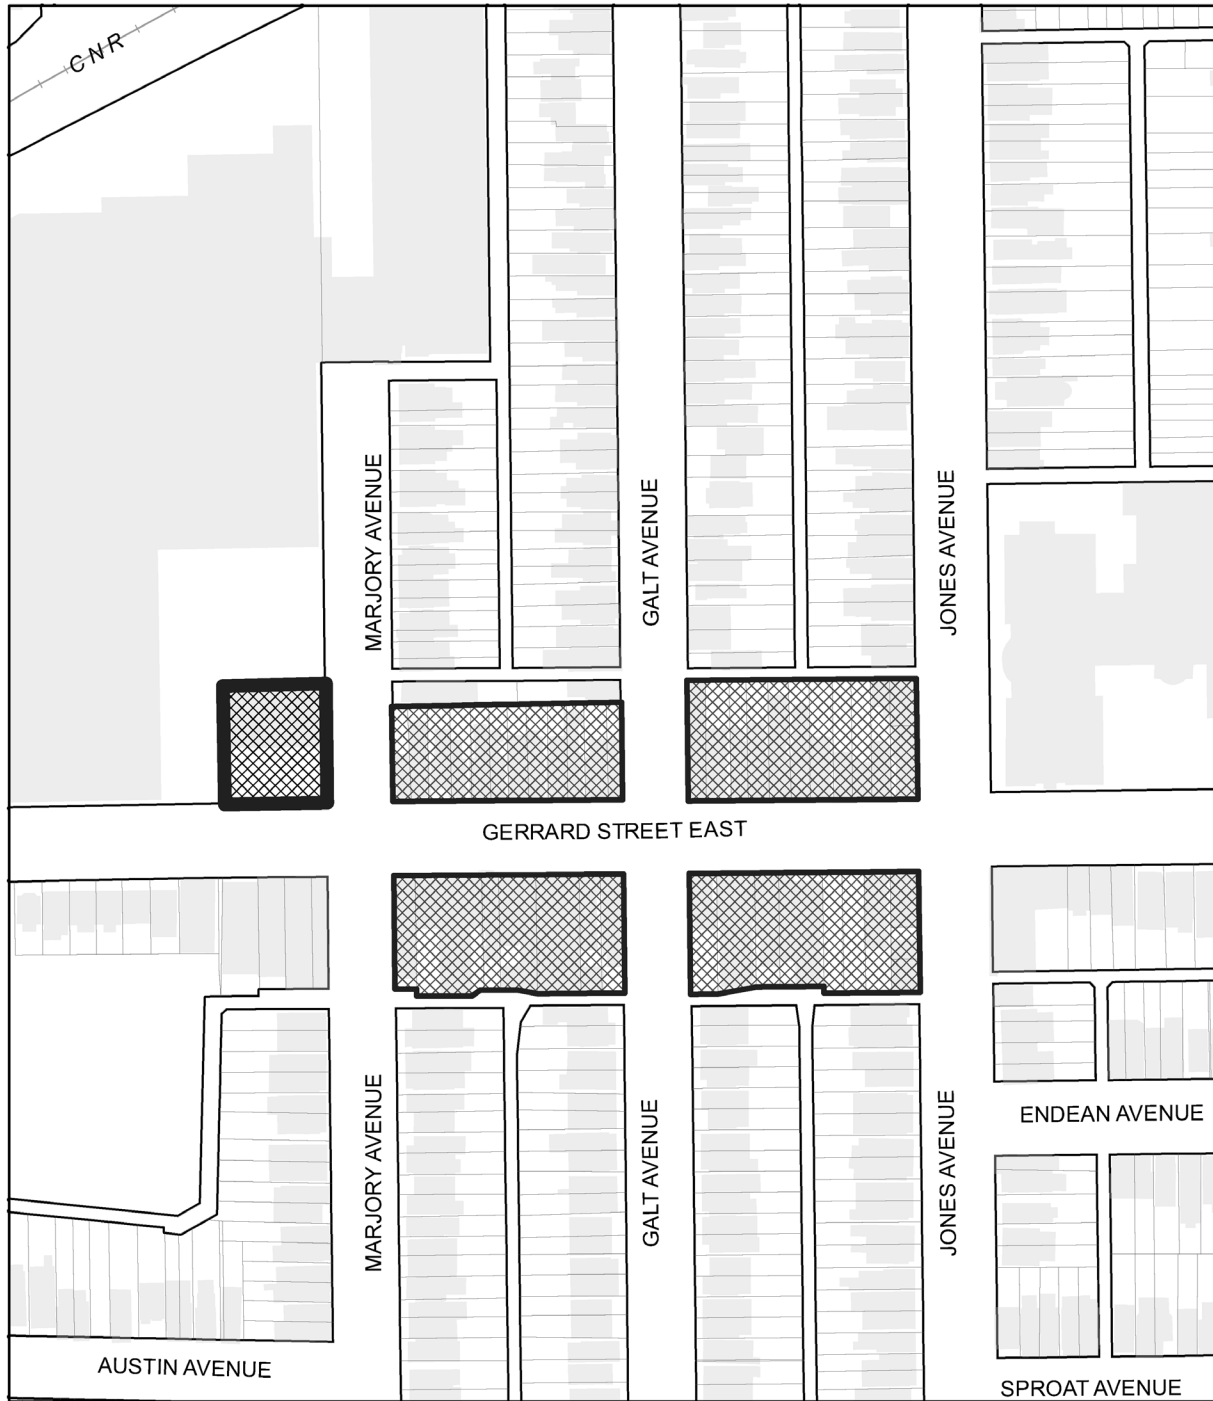 CNR
MARJORY AVENUE
GALT AVENUE
JONES AVENUE
GERRARD STREET EAST
MARJORY AVENUE
GALT AVENUE
JONES AVENUE
ENDEAN AVENUE
AUSTIN AVENUE
SPROAT AVENUE